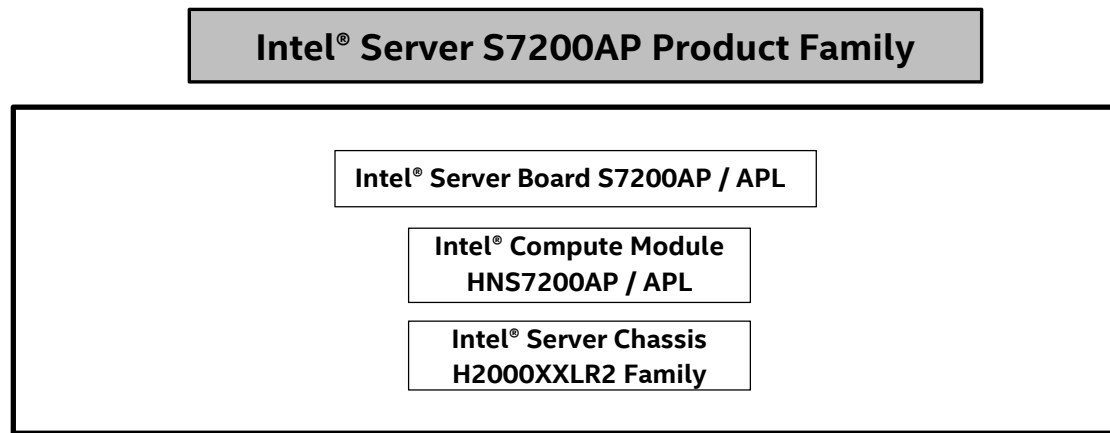 Intel® Server S7200AP Product Family
Intel® Server Board S7200AP / APL
Intel® Compute Module
HNS7200AP / APL
Intel® Server Chassis
H2000XXLR2 Family